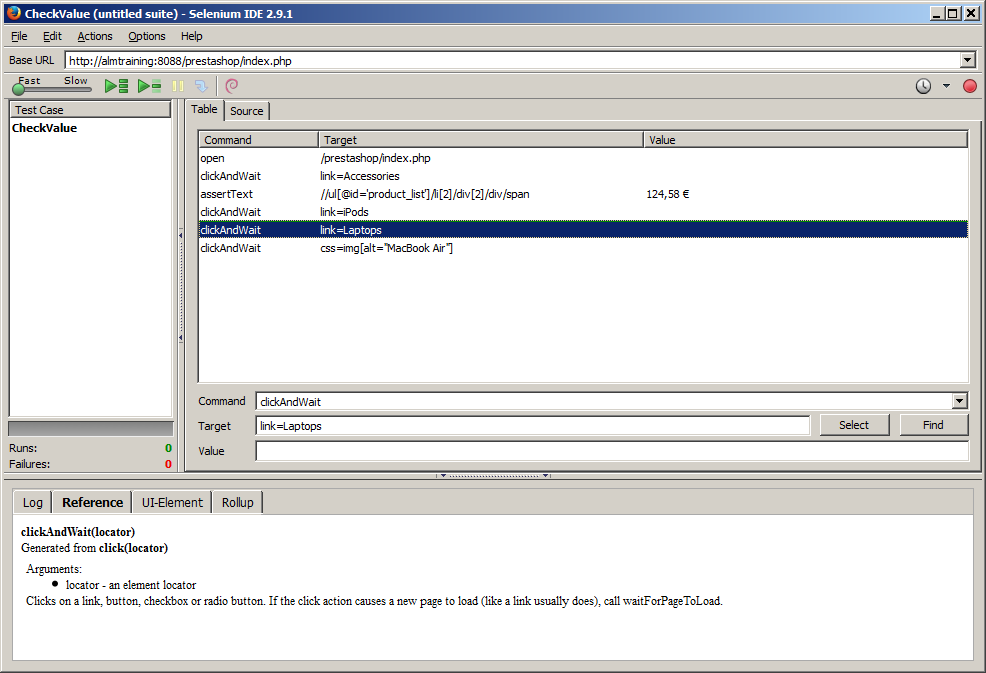 CheckValue (untitled suite) - Selenium IDE 2.9.1
File Edit Actions Options Help
Base URL http://almtraining:8088/prestashop/index.php
Fast Slow
Test Case
CheckValue
Runs: 0
Failures: 0
Table Source
Command Target Value
open /prestashop/index.php
clickAndWait link=Accessories
assertText //ul[@id='product_list']/li[2]/div[2]/div/span 124,58 €
clickAndWait link=iPods
clickAndWait link=Laptops
clickAndWait css=img[alt="MacBook Air"]
Command clickAndWait
Target link=Laptops Select Find
Value
Log Reference UI-Element Rollup
clickAndWait(locator)
Generated from click(locator)
Arguments:
• locator - an element locator
Clicks on a link, button, checkbox or radio button. If the click action causes a new page to load (like a link usually does), call waitForPageToLoad.